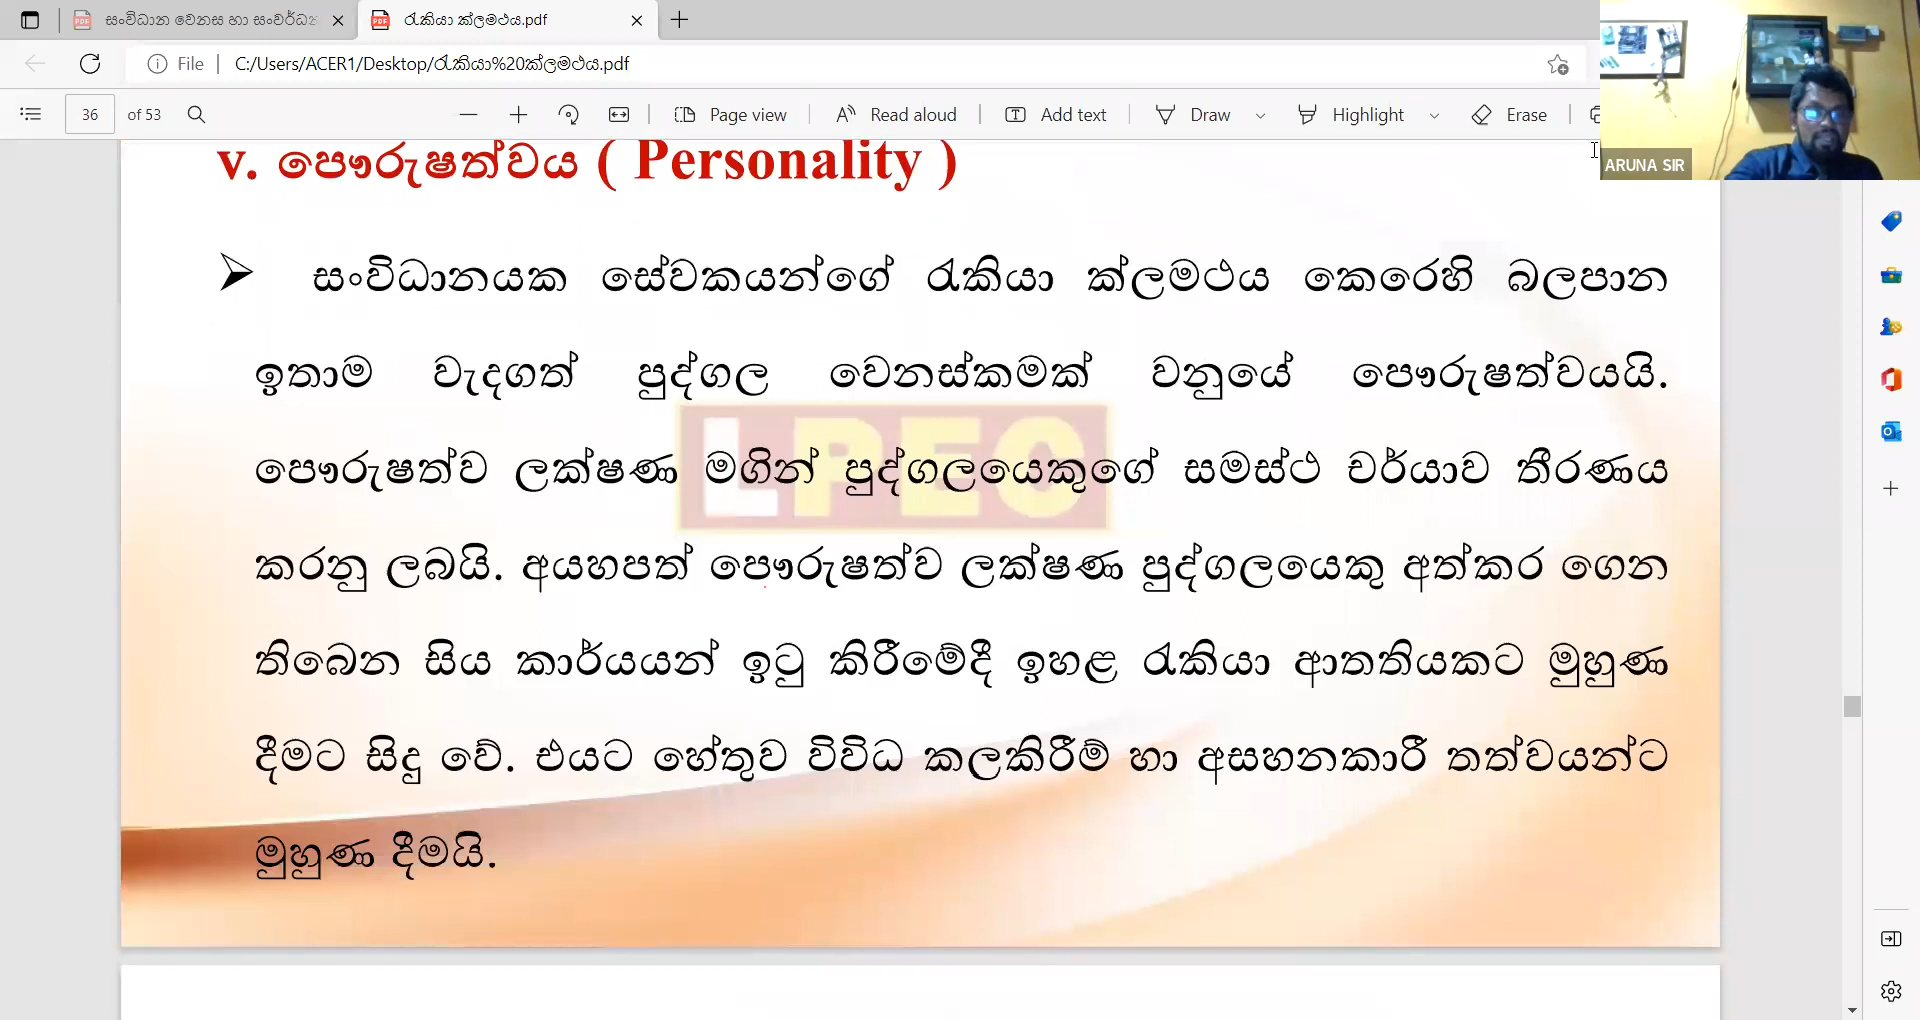 සංවිධාන වෙනස හා සංවර්ධන
රැකියා ක්ලමථය.pdf
File
C:/Users/ACER1/Desktop/රැකියා%20ක්ලමථය.pdf
36 of 53
Page view
Read aloud
Add text
Draw
Highlight
Erase
ARUNA SIR
v. පෞරුෂත්වය ( Personality )
සංවිධානයක සේවකයන්ගේ රැකියා ක්ලමථය කෙරෙහි බලපාන
ඉතාම වැදගත් පුද්ගල වෙනස්කමක් වනුයේ පෞරුෂත්වයයි.
පෞරුෂත්ව ලක්ෂණ මගින් පුද්ගලයෙකුගේ සමස්ථ චර්යාව තීරණය
කරනු ලබයි. අයහපත් පෞරුෂත්ව ලක්ෂණ පුද්ගලයෙකු අත්කර ගෙන
තිබෙන සිය කාර්යයන් ඉටු කිරීමේදී ඉහළ රැකියා ආතතියකට මුහුණ
දීමට සිදු වේ. එයට හේතුව විවිධ කලකිරීම් හා අසහනකාරී තත්වයන්ට
මුහුණ දීමයි.
LPEC